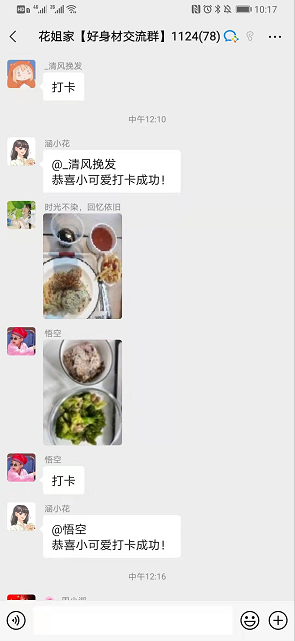 10:17
花姐家【好身材交流群】1124(78)
_清风挽发
打卡
中午12:10
涵小花
@_清风挽发
恭喜小可爱打卡成功！
时光不染，回忆依旧
悟空
悟空
打卡
涵小花
@悟空
恭喜小可爱打卡成功！
中午12:16